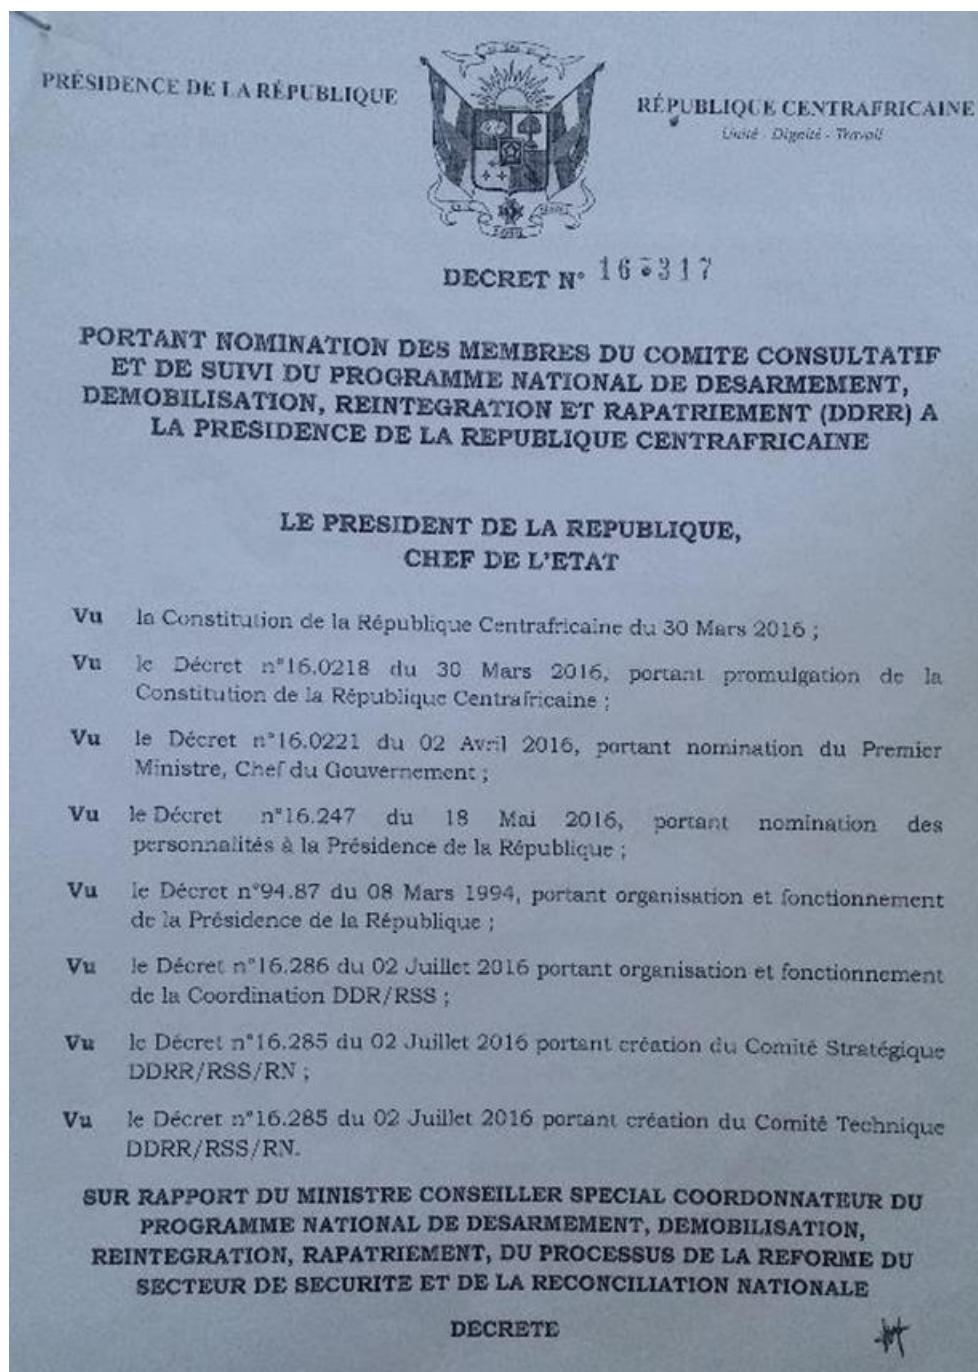 PRÉSIDENCE DE LA RÉPUBLIQUE
RÉPUBLIQUE CENTRAFRICAINE
Unité - Dignité - Travail
DECRET N° 16.317
PORTANT NOMINATION DES MEMBRES DU COMITE CONSULTATIF
ET DE SUIVI DU PROGRAMME NATIONAL DE DESARMEMENT,
DEMOBILISATION, REINTEGRATION ET RAPATRIEMENT (DDRR) A
LA PRESIDENCE DE LA REPUBLIQUE CENTRAFRICAINE
LE PRESIDENT DE LA REPUBLIQUE,
CHEF DE L'ETAT
Vu la Constitution de la République Centrafricaine du 30 Mars 2016 ;
Vu le Décret n°16.0218 du 30 Mars 2016, portant promulgation de la
Constitution de la République Centrafricaine ;
Vu le Décret n°16.0221 du 02 Avril 2016, portant nomination du Premier
Ministre, Chef du Gouvernement ;
Vu le Décret n°16.247 du 18 Mai 2016, portant nomination des
personnalités à la Présidence de la République ;
Vu le Décret n°94.87 du 08 Mars 1994, portant organisation et fonctionnement
de la Présidence de la République ;
Vu le Décret n°16.286 du 02 Juillet 2016 portant organisation et fonctionnement
de la Coordination DDR/RSS ;
Vu le Décret n°16.285 du 02 Juillet 2016 portant création du Comité Stratégique
DDRR/RSS/RN ;
Vu le Décret n°16.285 du 02 Juillet 2016 portant création du Comité Technique
DDRR/RSS/RN.
SUR RAPPORT DU MINISTRE CONSEILLER SPECIAL COORDONNATEUR DU
PROGRAMME NATIONAL DE DESARMEMENT, DEMOBILISATION,
REINTEGRATION, RAPATRIEMENT, DU PROCESSUS DE LA REFORME DU
SECTEUR DE SECURITE ET DE LA RECONCILIATION NATIONALE
DECRETE